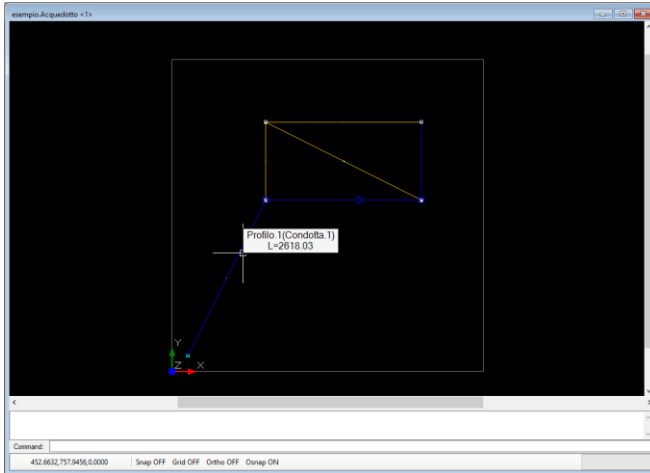 esempio.Acquedotto <1>
Profilo.1(Condotta.1)
L=2618.03
Y
Z
X
Command:
452.6632,757.9456,0.0000
Snap OFF
Grid OFF
Ortho OFF
Osnap ON